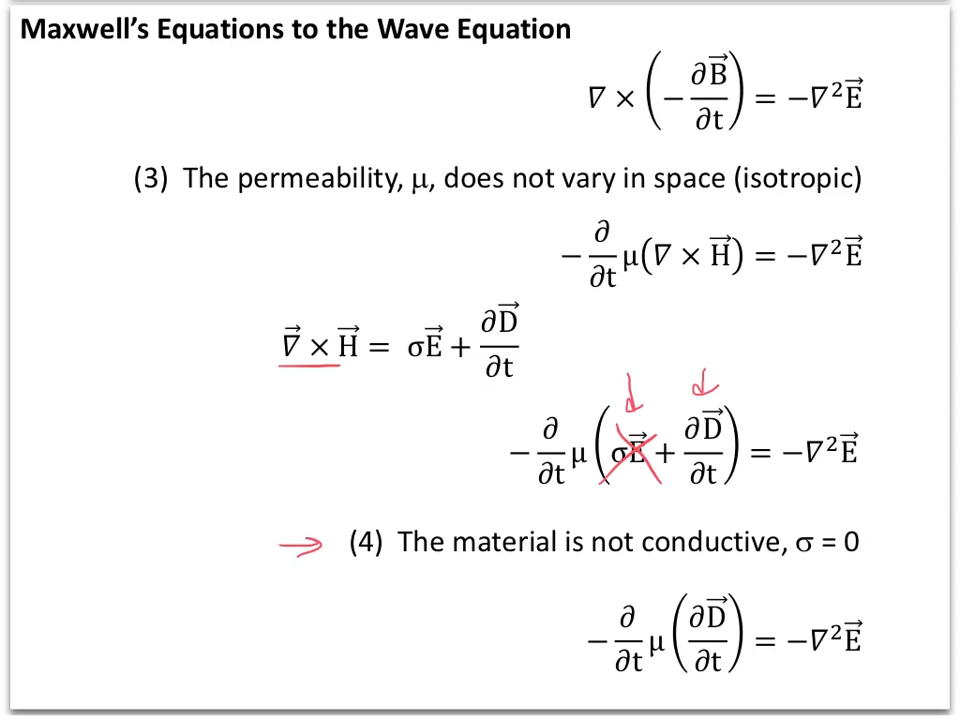 Maxwell's Equations to the Wave Equation
∇ × (−∂B⃗/∂t) = −∇²E⃗
(3) The permeability, μ, does not vary in space (isotropic)
−∂/∂t μ(∇ × H⃗) = −∇²E⃗
∇⃗ × H⃗ = σE⃗ + ∂D⃗/∂t
−∂/∂t μ(σE⃗ + ∂D⃗/∂t) = −∇²E⃗
(4) The material is not conductive, σ = 0
−∂/∂t μ(∂D⃗/∂t) = −∇²E⃗